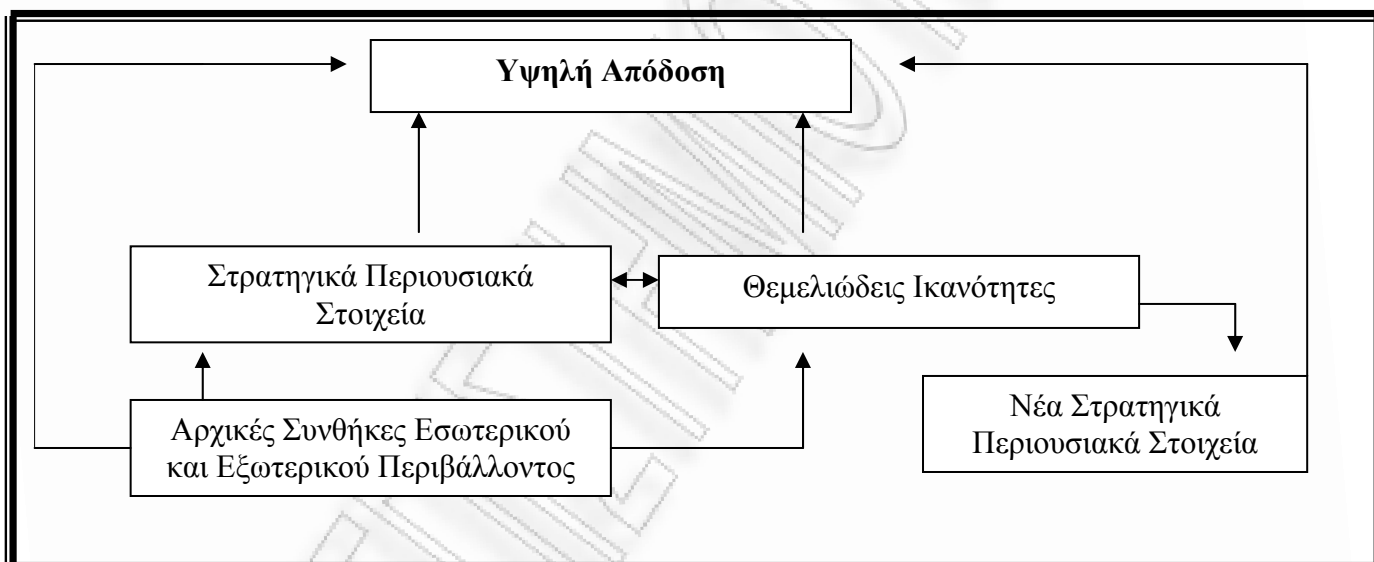 Υψηλή Απόδοση
Στρατηγικά Περιουσιακά
Στοιχεία
Θεμελιώδεις Ικανότητες
Αρχικές Συνθήκες Εσωτερικού
και Εξωτερικού Περιβάλλοντος
Νέα Στρατηγικά
Περιουσιακά Στοιχεία